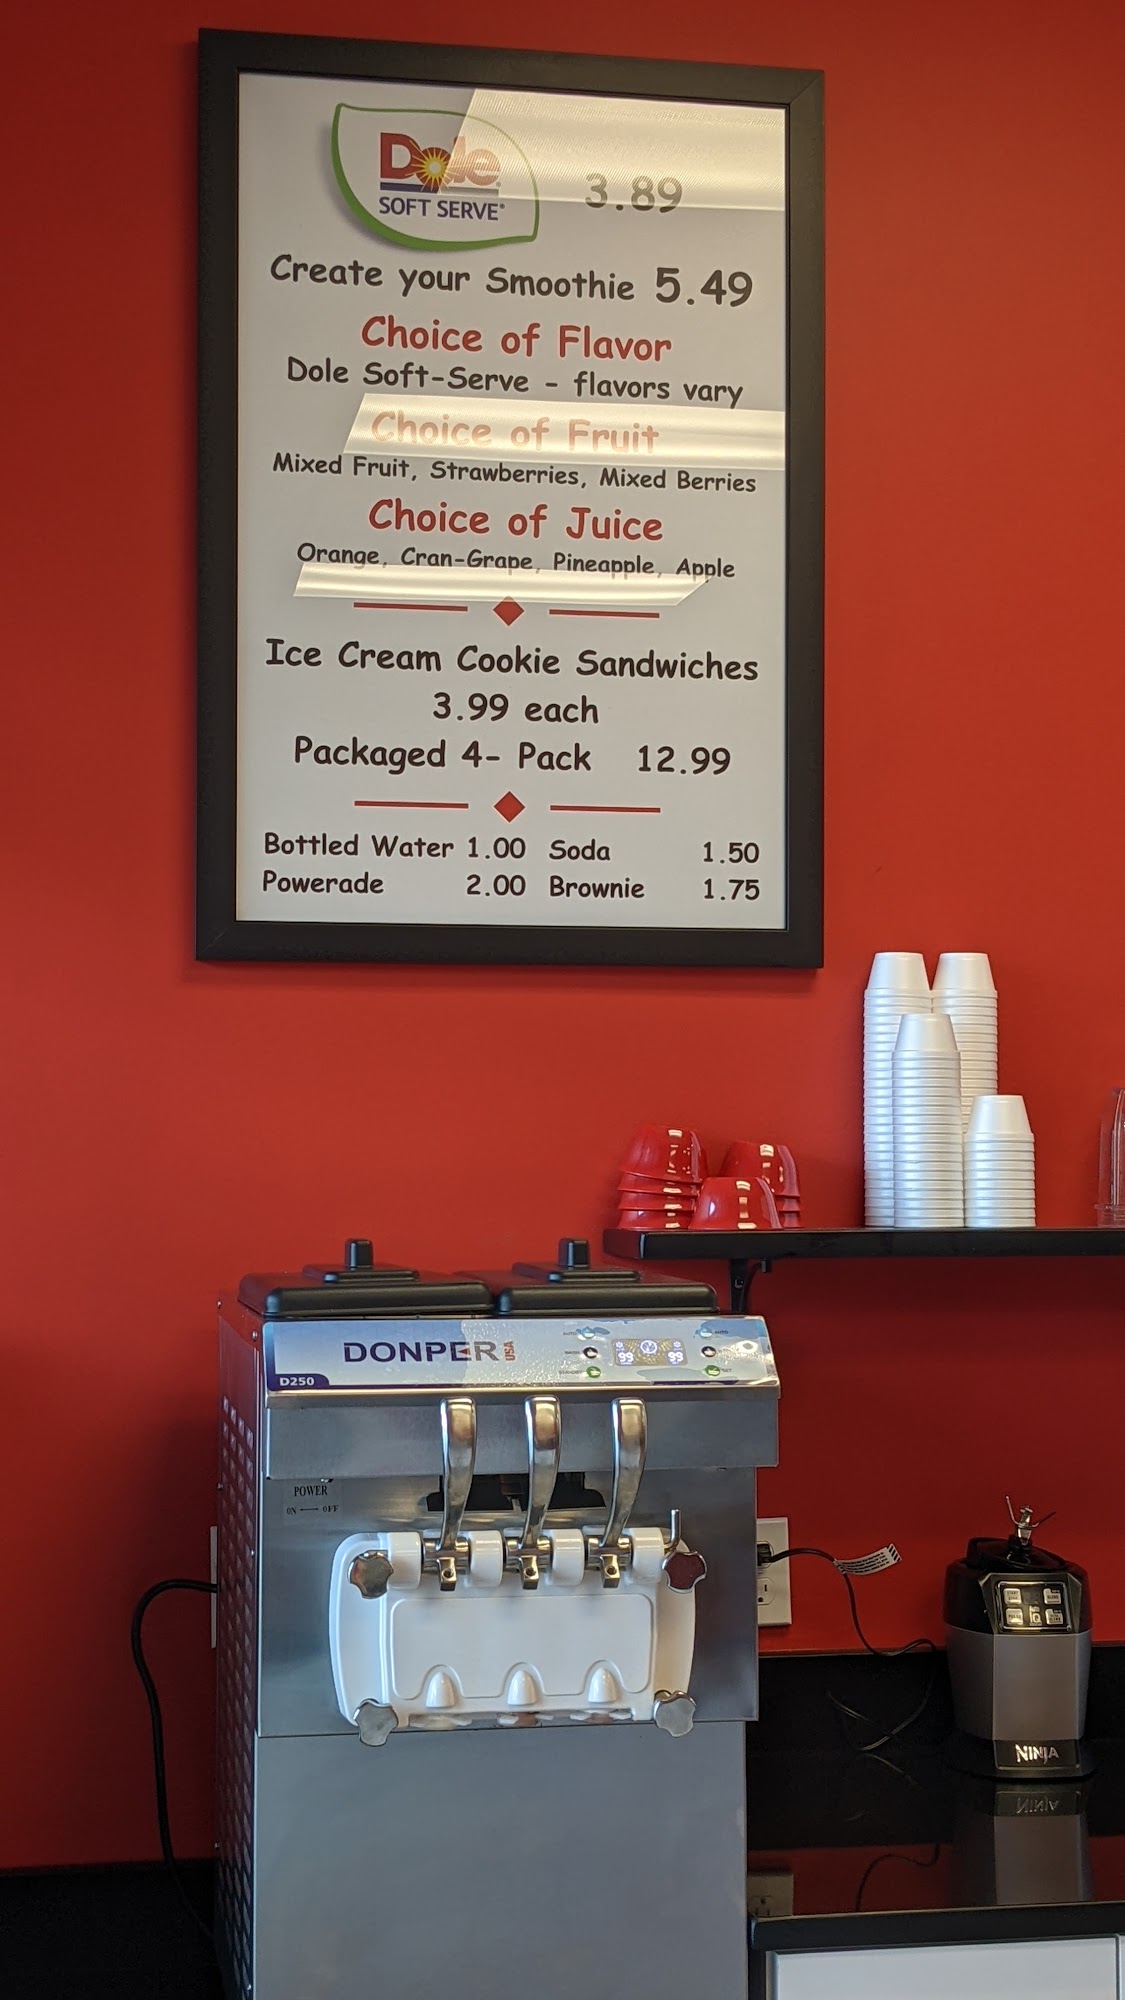 Dole
SOFT SERVE®
3.89
Create your Smoothie 5.49
Choice of Flavor
Dole Soft-Serve - flavors vary
Choice of Fruit
Mixed Fruit, Strawberries, Mixed Berries
Choice of Juice
Orange, Cran-Grape, Pineapple, Apple
Ice Cream Cookie Sandwiches
3.99 each
Packaged 4- Pack 12.99
Bottled Water 1.00 Soda 1.50
Powerade 2.00 Brownie 1.75
DONPER USA
D250
99 99
POWER
ON OFF
IQ
NINJA